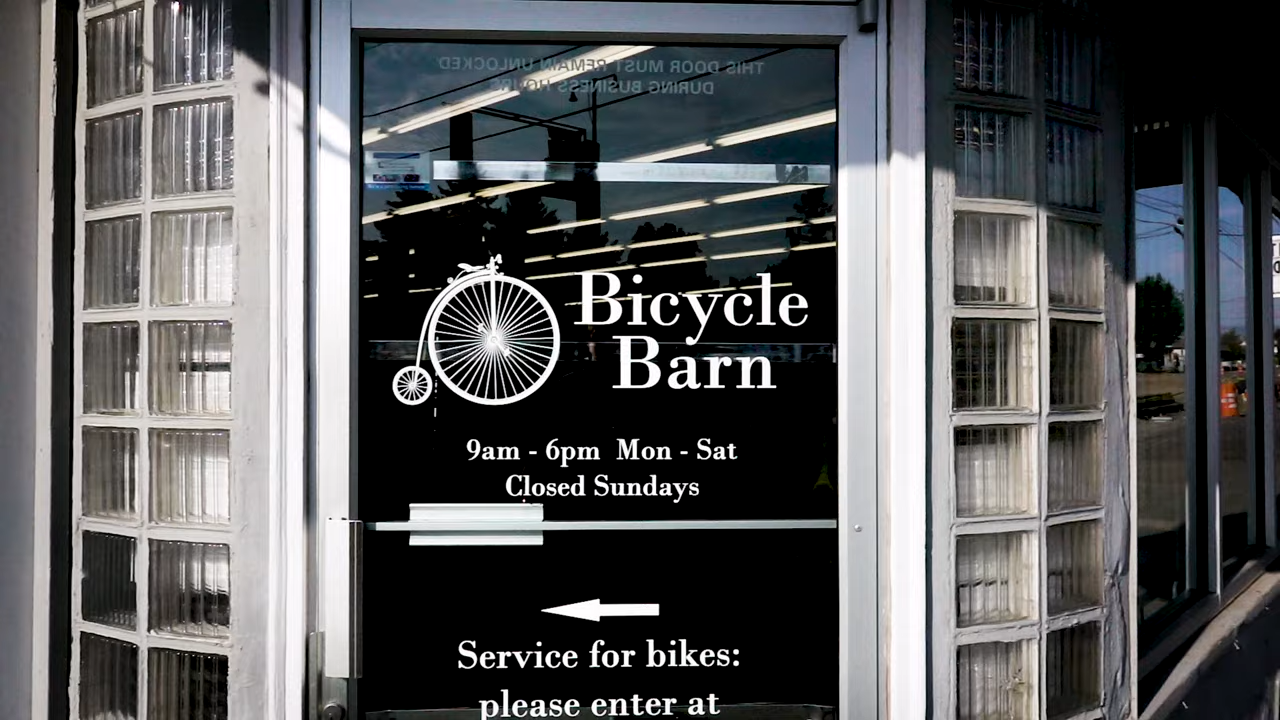 THIS DOOR MUST REMAIN UNLOCKED
DURING BUSINESS HOURS
Bicycle
Barn
9am - 6pm Mon - Sat
Closed Sundays
Service for bikes:
please enter at